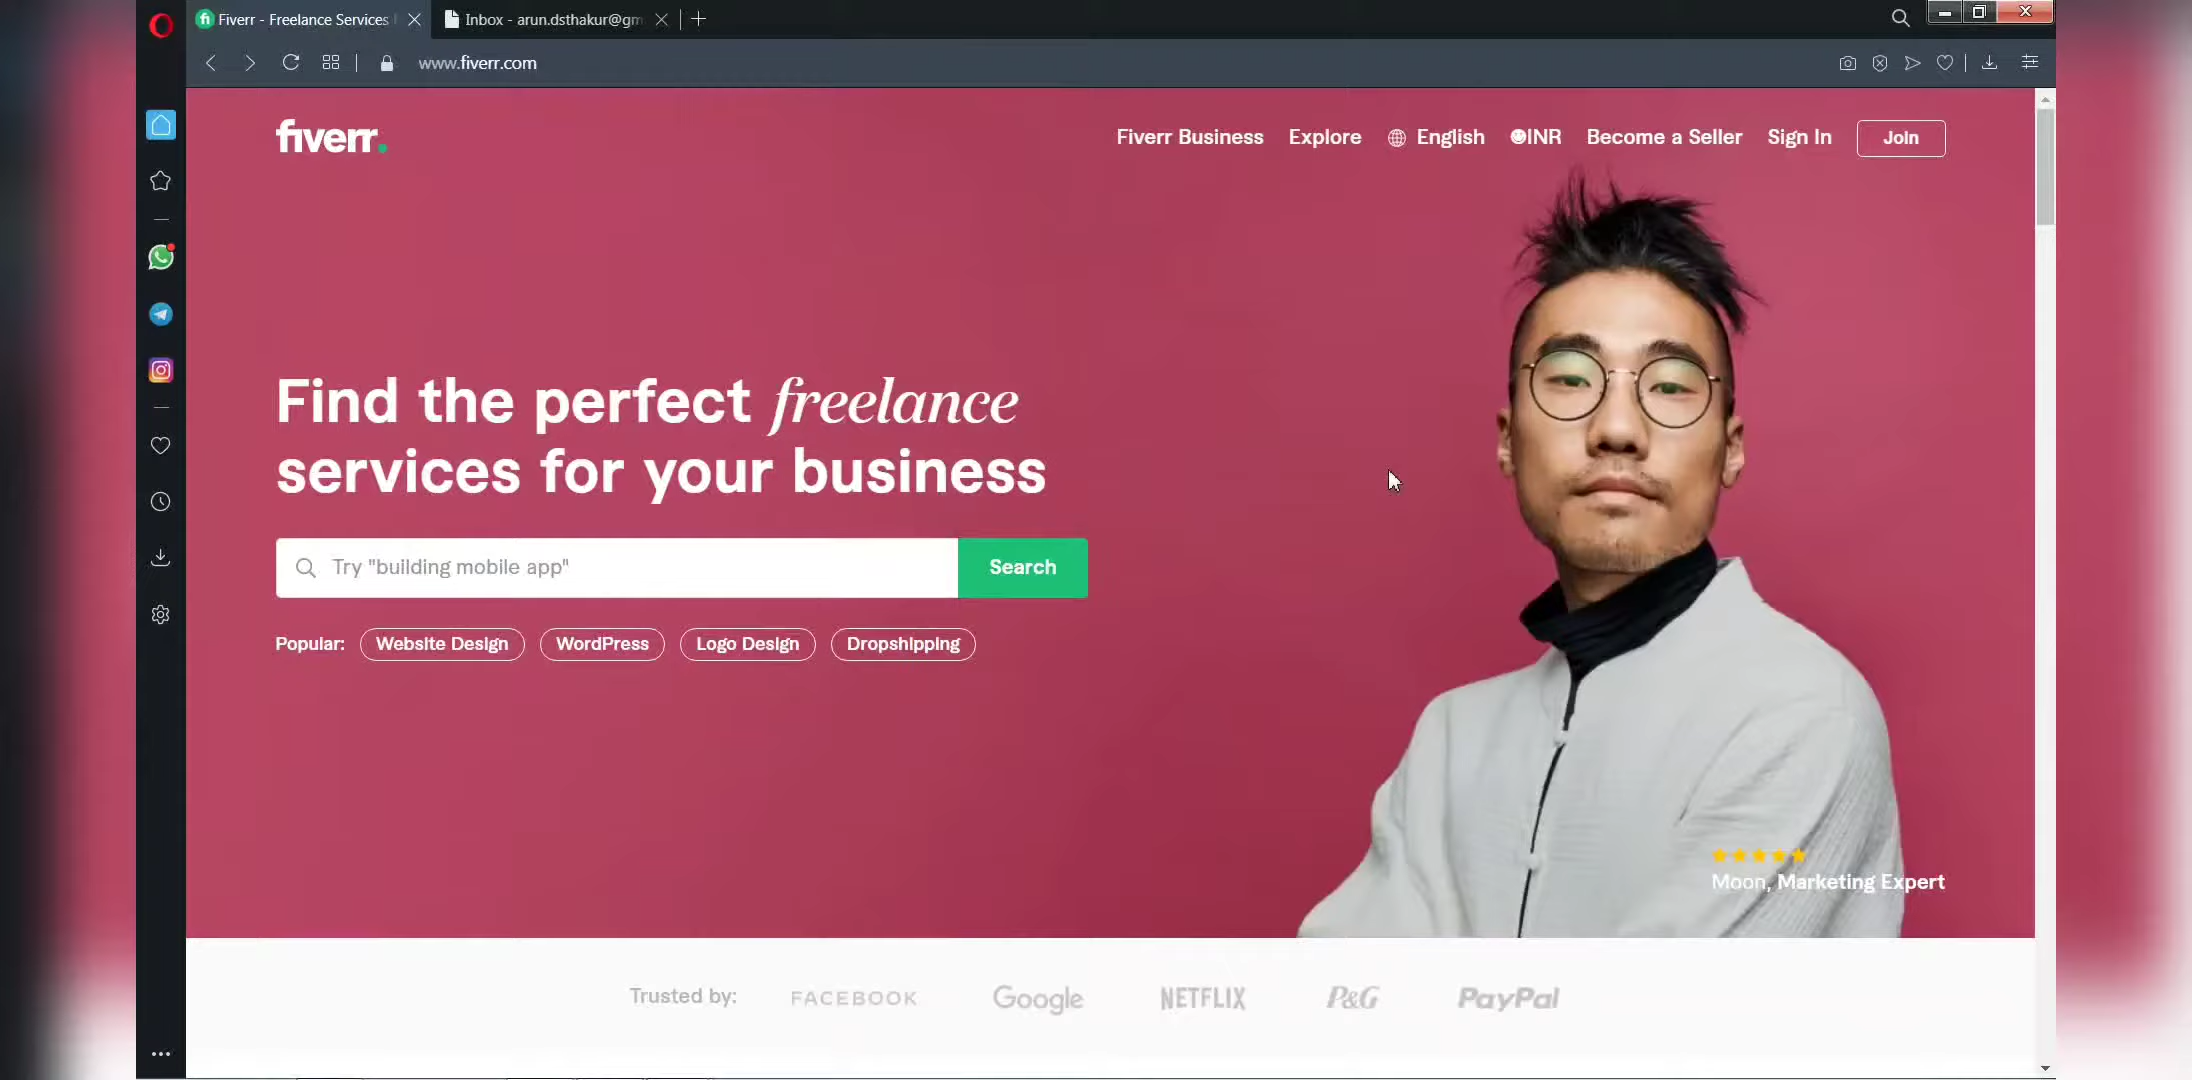 Fiverr - Freelance Services
Inbox - arun.dsthakur@gm
www.fiverr.com
fiverr.
Fiverr Business
Explore
English
INR
Become a Seller
Sign In
Join
Find the perfect freelance
services for your business
Try "building mobile app"
Search
Popular:
Website Design
WordPress
Logo Design
Dropshipping
Moon, Marketing Expert
Trusted by:
FACEBOOK
Google
NETFLIX
P&G
PayPal